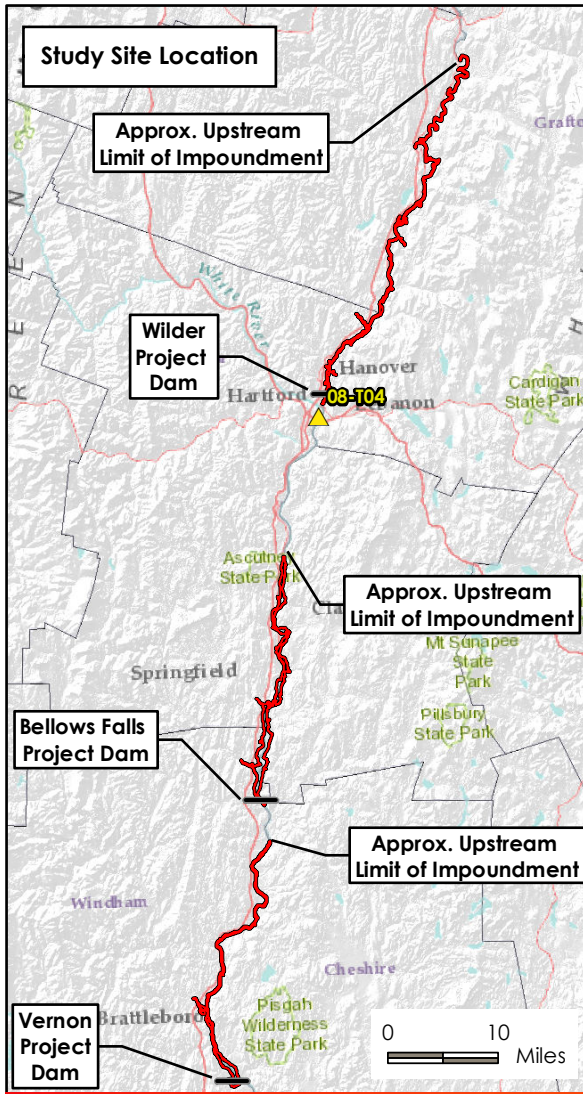 Study Site Location
Approx. Upstream
Limit of Impoundment
Grafto
White River
Wilder
Project
Dam
Hanover
Hartford
08-T04
Lebanon
Cardigan
State Park
Ascutney
State Park
Approx. Upstream
Limit of Impoundment
Cla
Mt Sunapee
State
Park
Springfield
Pillsbury
State Park
Bellows Falls
Project Dam
Approx. Upstream
Limit of Impoundment
Windham
Cheshire
Vernon
Project
Dam
Brattleboro
Pisgah
Wilderness
State Park
0 10
Miles